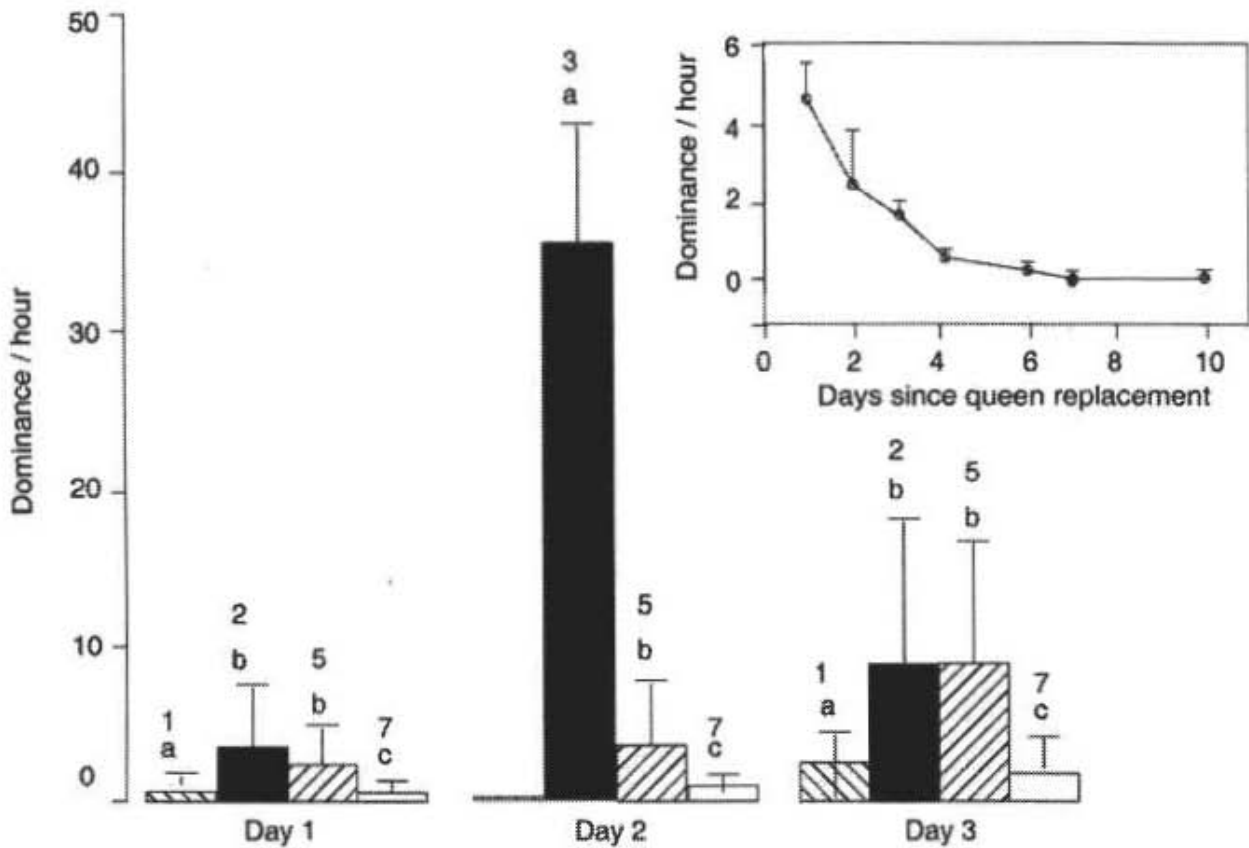 Dominance / hour
50
40
30
20
10
0
1
a
2
b
5
b
7
c
Day 1
3
a
5
b
7
c
Day 2
1
a
2
b
5
b
7
c
Day 3
Dominance / hour
6
4
2
0
0 2 4 6 8 10
Days since queen replacement